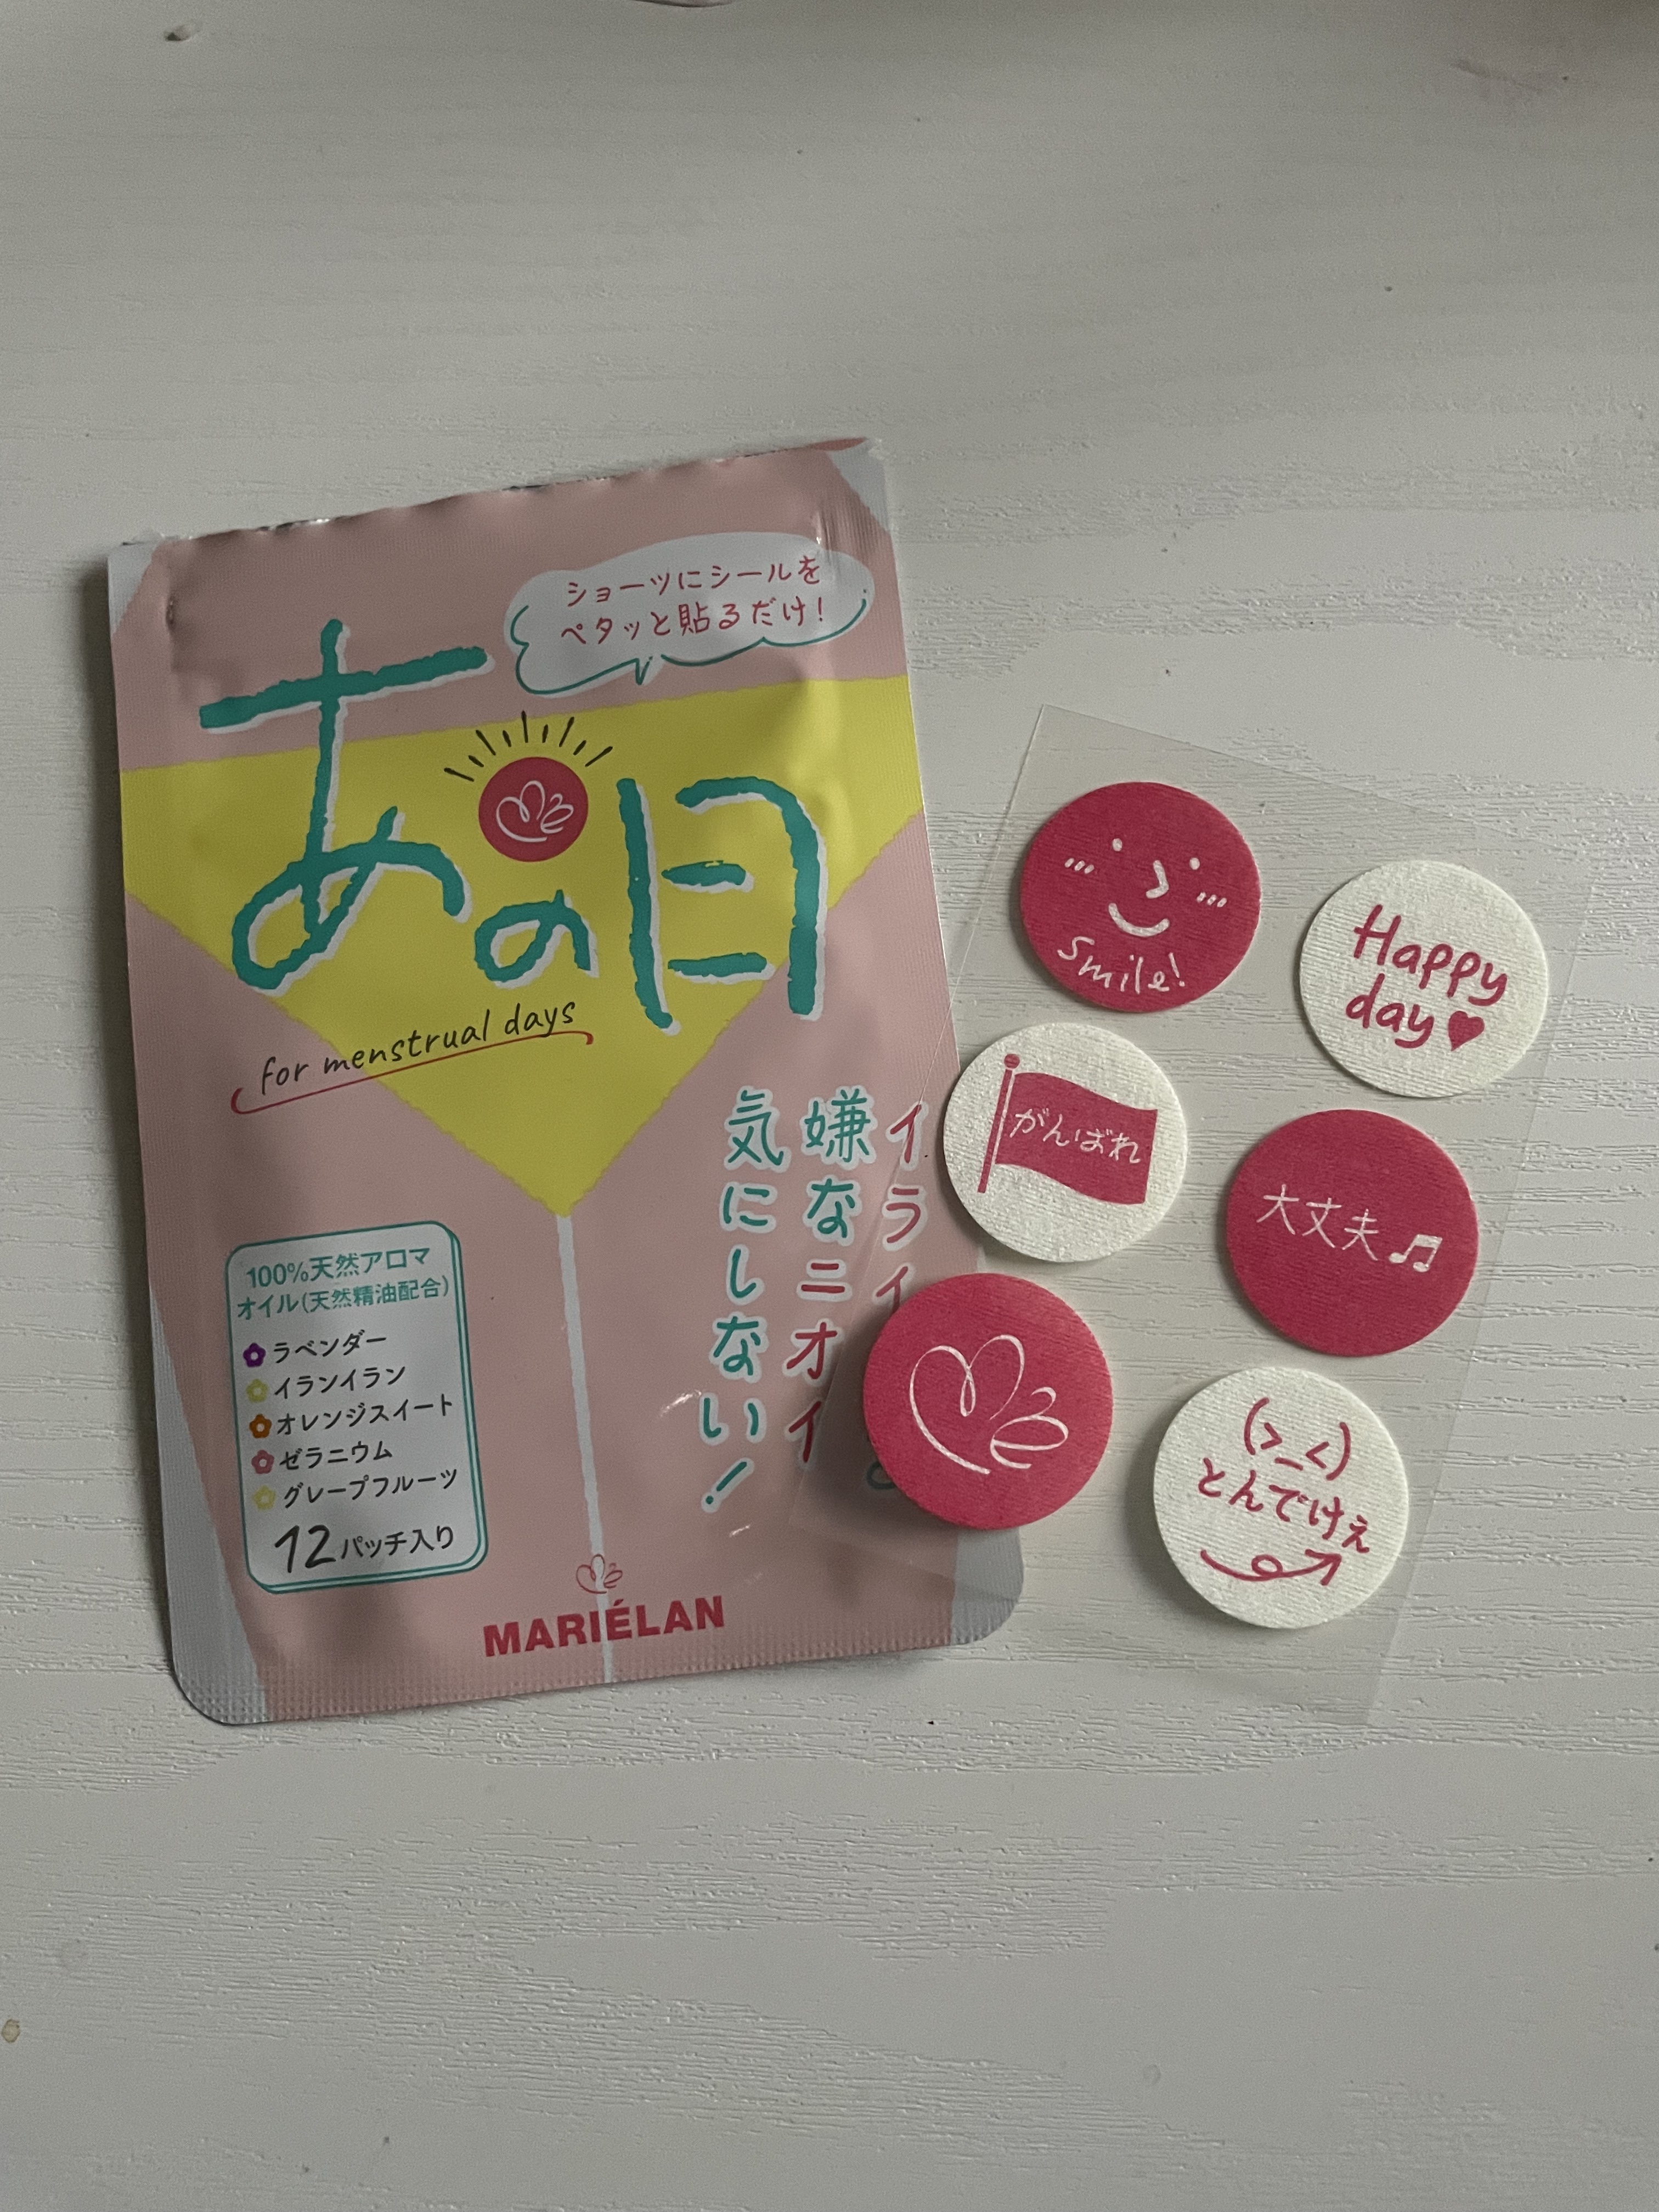 ショーツにシールを
ペタッと貼るだけ!
あの日
for menstrual days
イライ
嫌なニオイ
気にしない!
100%天然アロマ
オイル(天然精油配合)
ラベンダー
イランイラン
オレンジスイート
ゼラニウム
グレープフルーツ
12パッチ入り
MARIÉLAN
Smile!
Happy
day♥
がんばれ
大丈夫♫
(>_<)
とんでけぇ